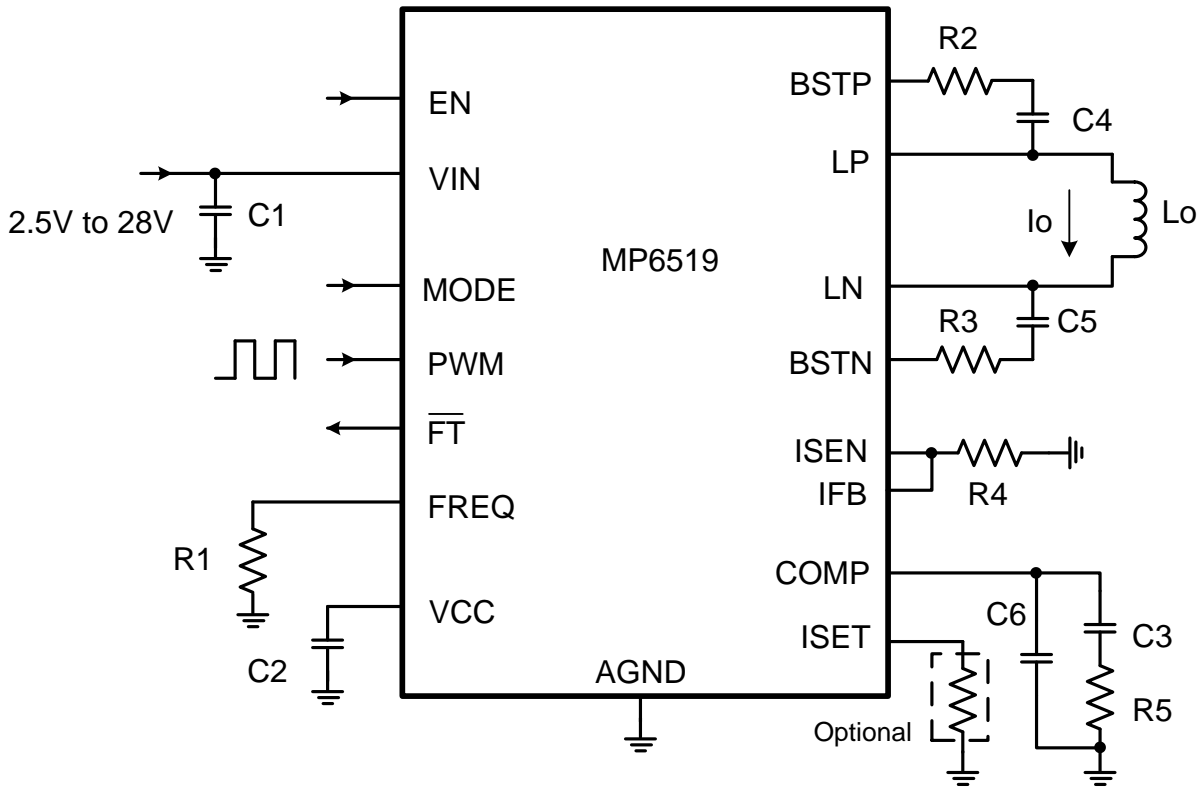 R2
BSTP
EN
C4
LP
VIN
C1
2.5V to 28V
Io
Lo
MP6519
MODE
LN
R3
C5
PWM
BSTN
FT
ISEN
IFB
R4
FREQ
R1
COMP
VCC
C6
ISET
C3
C2
AGND
R5
Optional